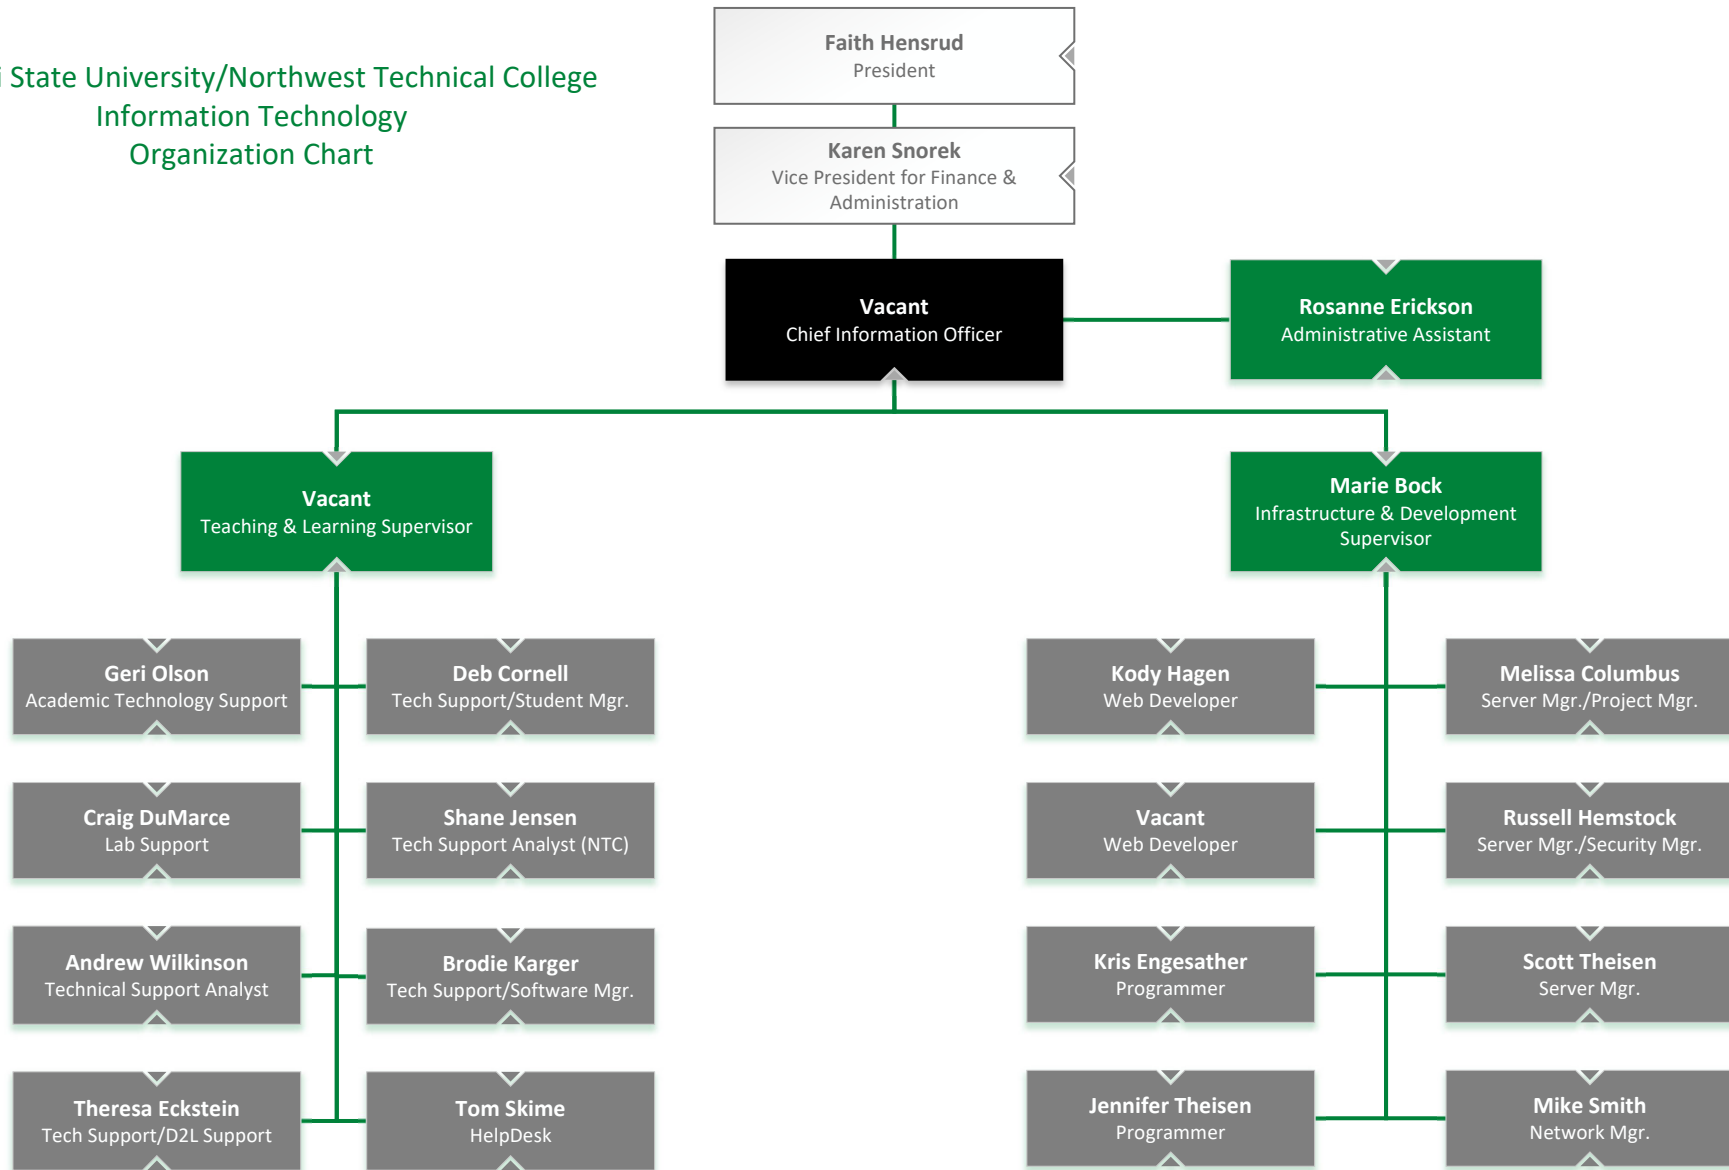 State University/Northwest Technical College
Information Technology
Organization Chart
Faith Hensrud
President
Karen Snorek
Vice President for Finance &
Administration
Vacant
Chief Information Officer
Rosanne Erickson
Administrative Assistant
Vacant
Teaching & Learning Supervisor
Marie Bock
Infrastructure & Development
Supervisor
Geri Olson
Academic Technology Support
Deb Cornell
Tech Support/Student Mgr.
Kody Hagen
Web Developer
Melissa Columbus
Server Mgr./Project Mgr.
Craig DuMarce
Lab Support
Shane Jensen
Tech Support Analyst (NTC)
Vacant
Web Developer
Russell Hemstock
Server Mgr./Security Mgr.
Andrew Wilkinson
Technical Support Analyst
Brodie Karger
Tech Support/Software Mgr.
Kris Engesather
Programmer
Scott Theisen
Server Mgr.
Theresa Eckstein
Tech Support/D2L Support
Tom Skime
HelpDesk
Jennifer Theisen
Programmer
Mike Smith
Network Mgr.